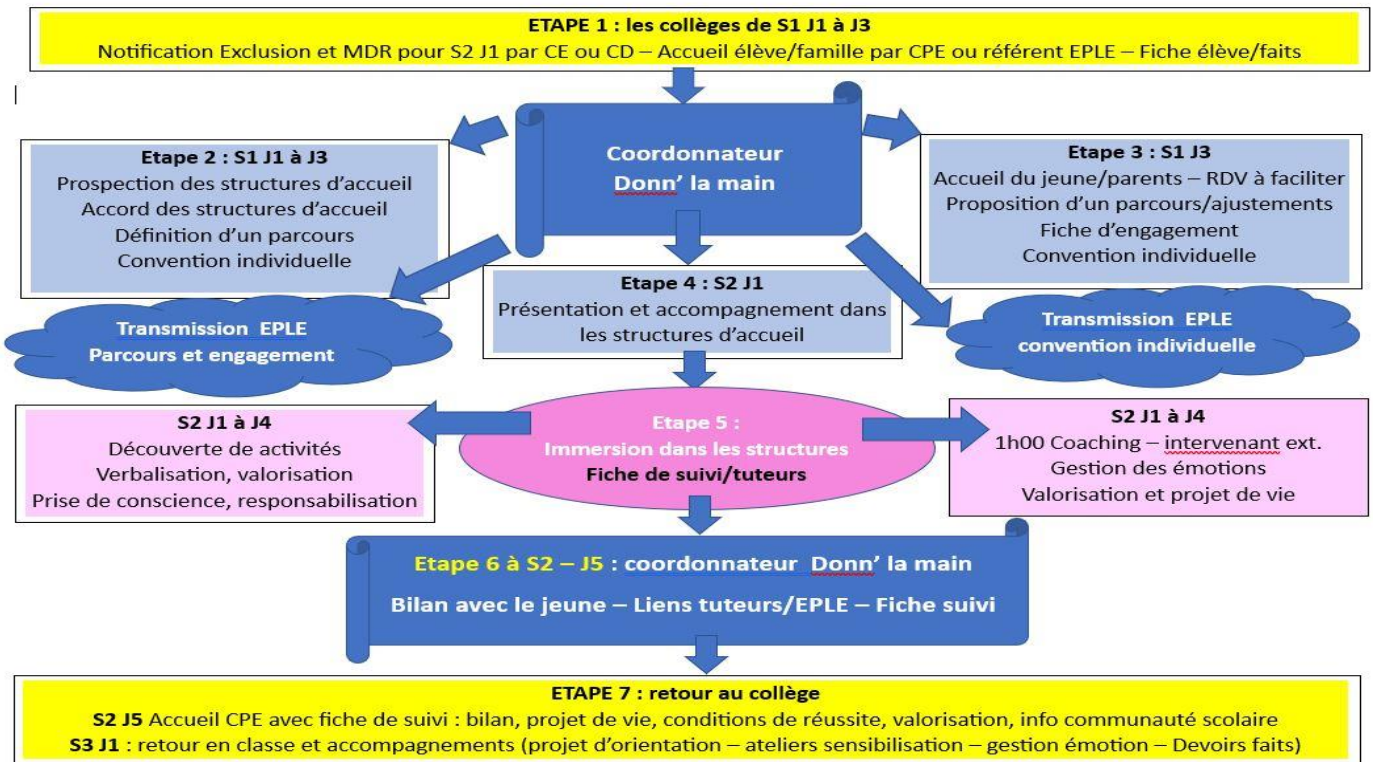 ETAPE 1 : les collèges de S1 J1 à J3
Notification Exclusion et MDR pour S2 J1 par CE ou CD – Accueil élève/famille par CPE ou référent EPLE – Fiche élève/faits
Coordonnateur
Donn’ la main
Etape 2 : S1 J1 à J3
Prospection des structures d’accueil
Accord des structures d’accueil
Définition d’un parcours
Convention individuelle
Etape 3 : S1 J3
Accueil du jeune/parents – RDV à faciliter
Proposition d’un parcours/ajustements
Fiche d’engagement
Convention individuelle
Transmission EPLE
Parcours et engagement
Etape 4 : S2 J1
Présentation et accompagnement dans
les structures d’accueil
Transmission EPLE
convention individuelle
S2 J1 à J4
Découverte de activités
Verbalisation, valorisation
Prise de conscience, responsabilisation
Etape 5 :
Immersion dans les structures
Fiche de suivi/tuteurs
S2 J1 à J4
1h00 Coaching – intervenant ext.
Gestion des émotions
Valorisation et projet de vie
Etape 6 à S2 – J5 : coordonnateur Donn’ la main
Bilan avec le jeune – Liens tuteurs/EPLE – Fiche suivi
ETAPE 7 : retour au collège
S2 J5 Accueil CPE avec fiche de suivi : bilan, projet de vie, conditions de réussite, valorisation, info communauté scolaire
S3 J1 : retour en classe et accompagnements (projet d’orientation – ateliers sensibilisation – gestion émotion – Devoirs faits)